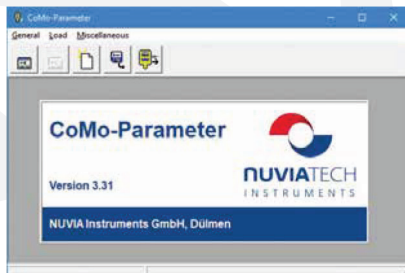 CoMo-Parameter
General Load Miscellaneous
CoMo-Parameter
NUVIATECH
INSTRUMENTS
Version 3.31
NUVIA Instruments GmbH, Dülmen